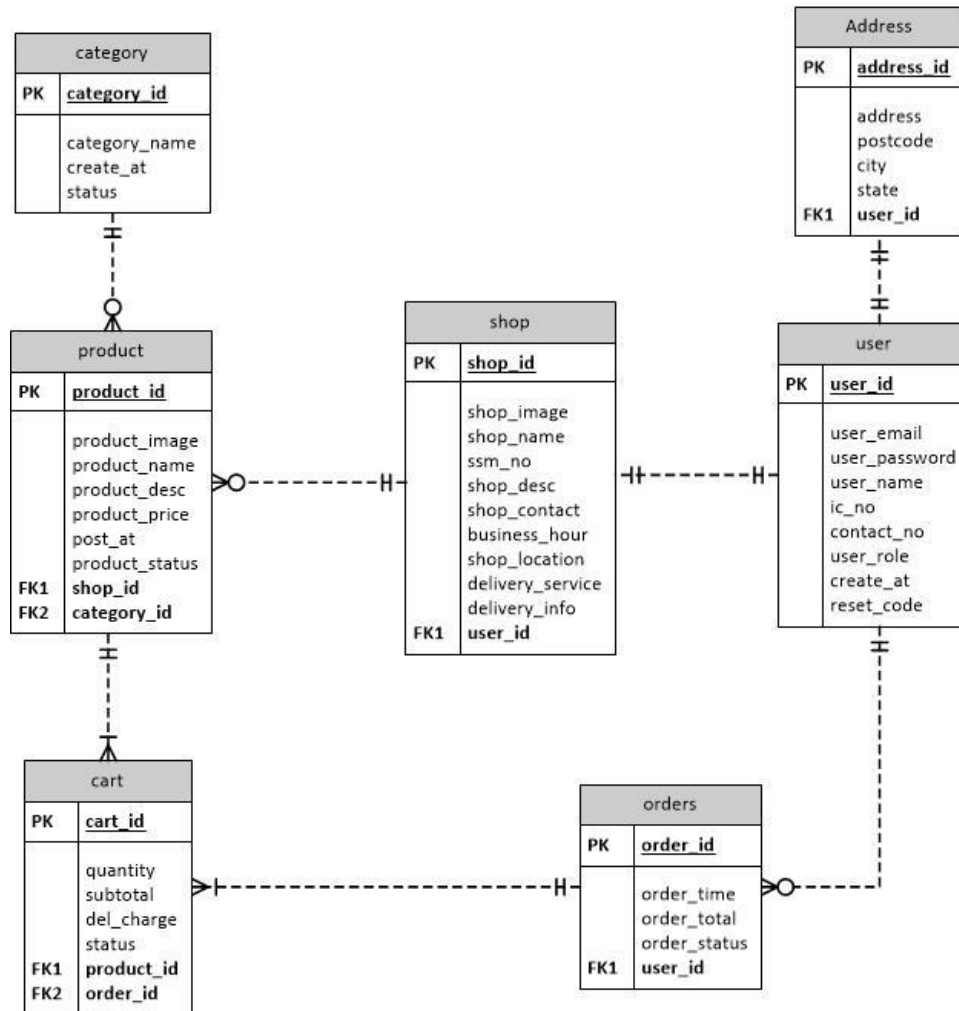 category
PK category_id
category_name
create_at
status
Address
PK address_id
address
postcode
city
state
FK1 user_id
product
PK product_id
product_image
product_name
product_desc
product_price
post_at
product_status
FK1 shop_id
FK2 category_id
shop
PK shop_id
shop_image
shop_name
ssm_no
shop_desc
shop_contact
business_hour
shop_location
delivery_service
delivery_info
FK1 user_id
user
PK user_id
user_email
user_password
user_name
ic_no
contact_no
user_role
create_at
reset_code
cart
PK cart_id
quantity
subtotal
del_charge
status
FK1 product_id
FK2 order_id
orders
PK order_id
order_time
order_total
order_status
FK1 user_id